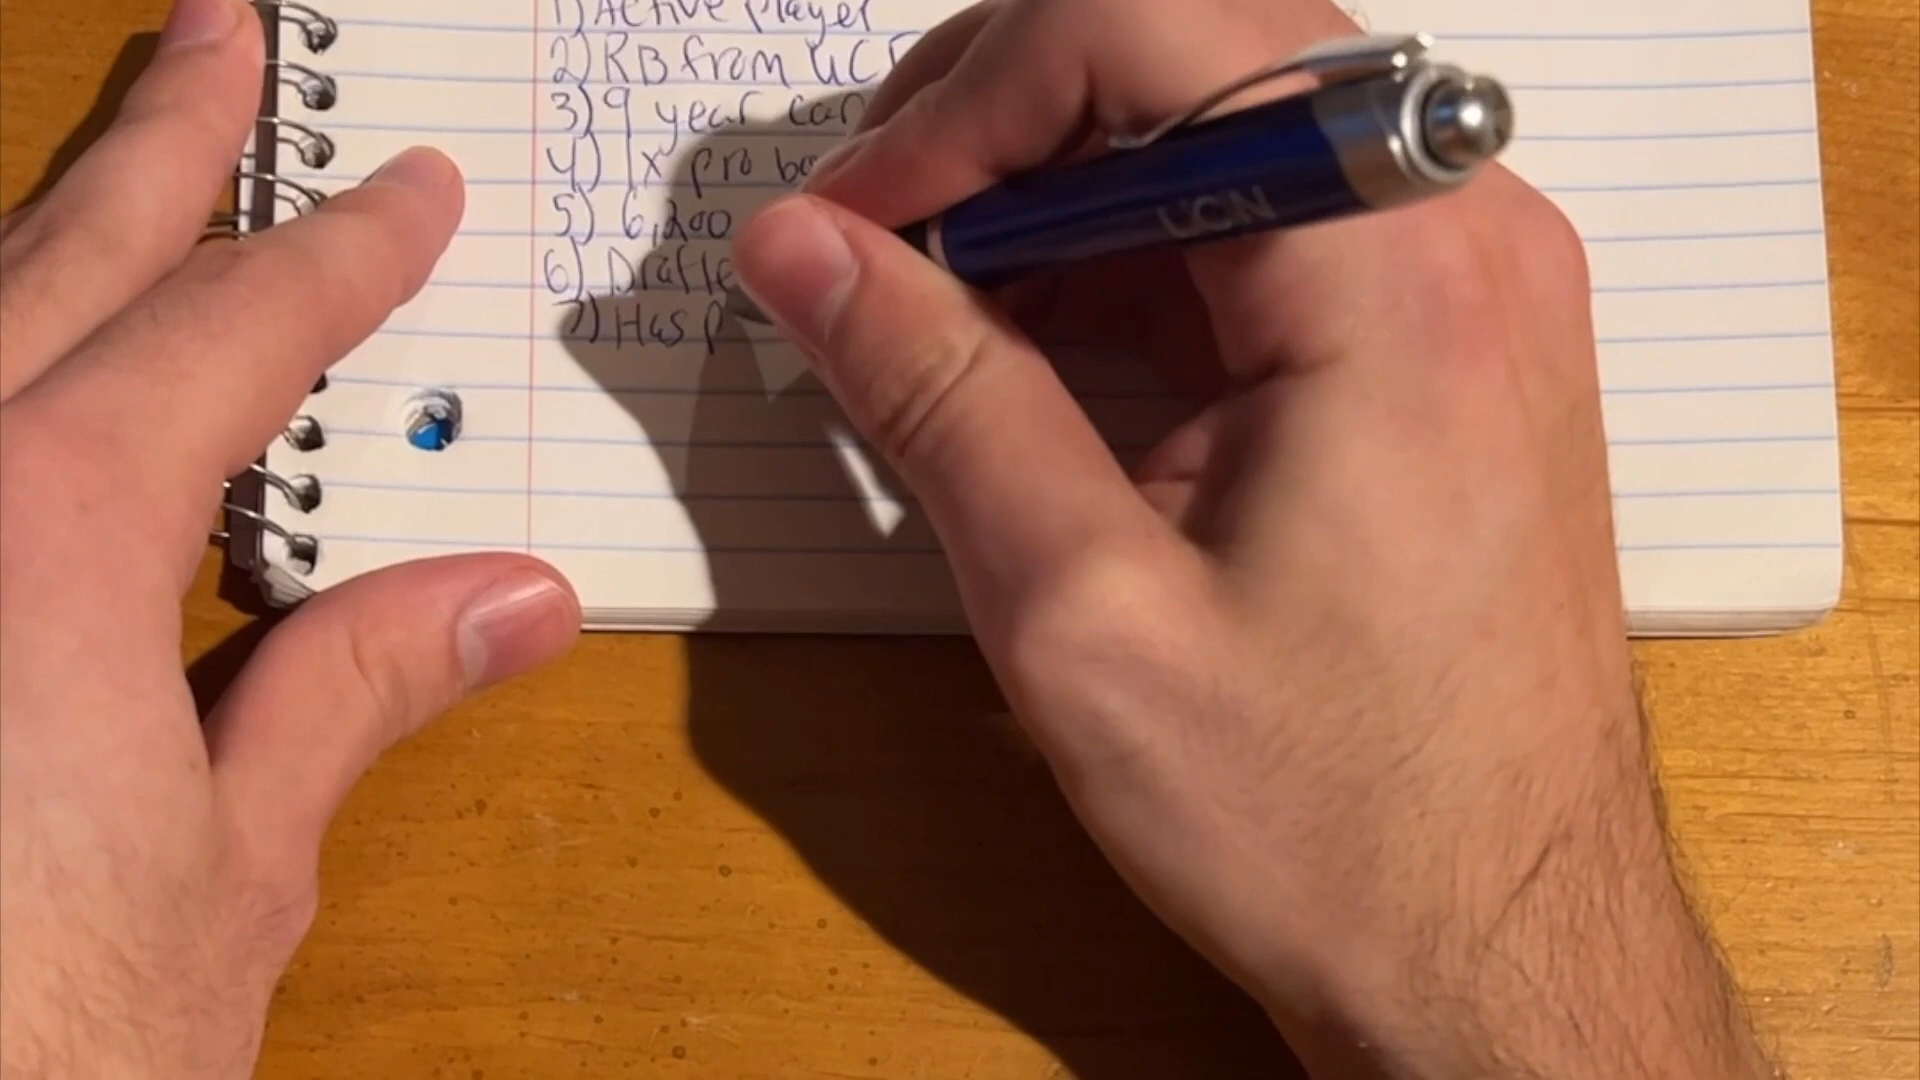 1) Active player
2) RB from UCF
3) 9 year car
4) 1x pro bo
5) 6,200
6) Drafte
7) Has p
UCW